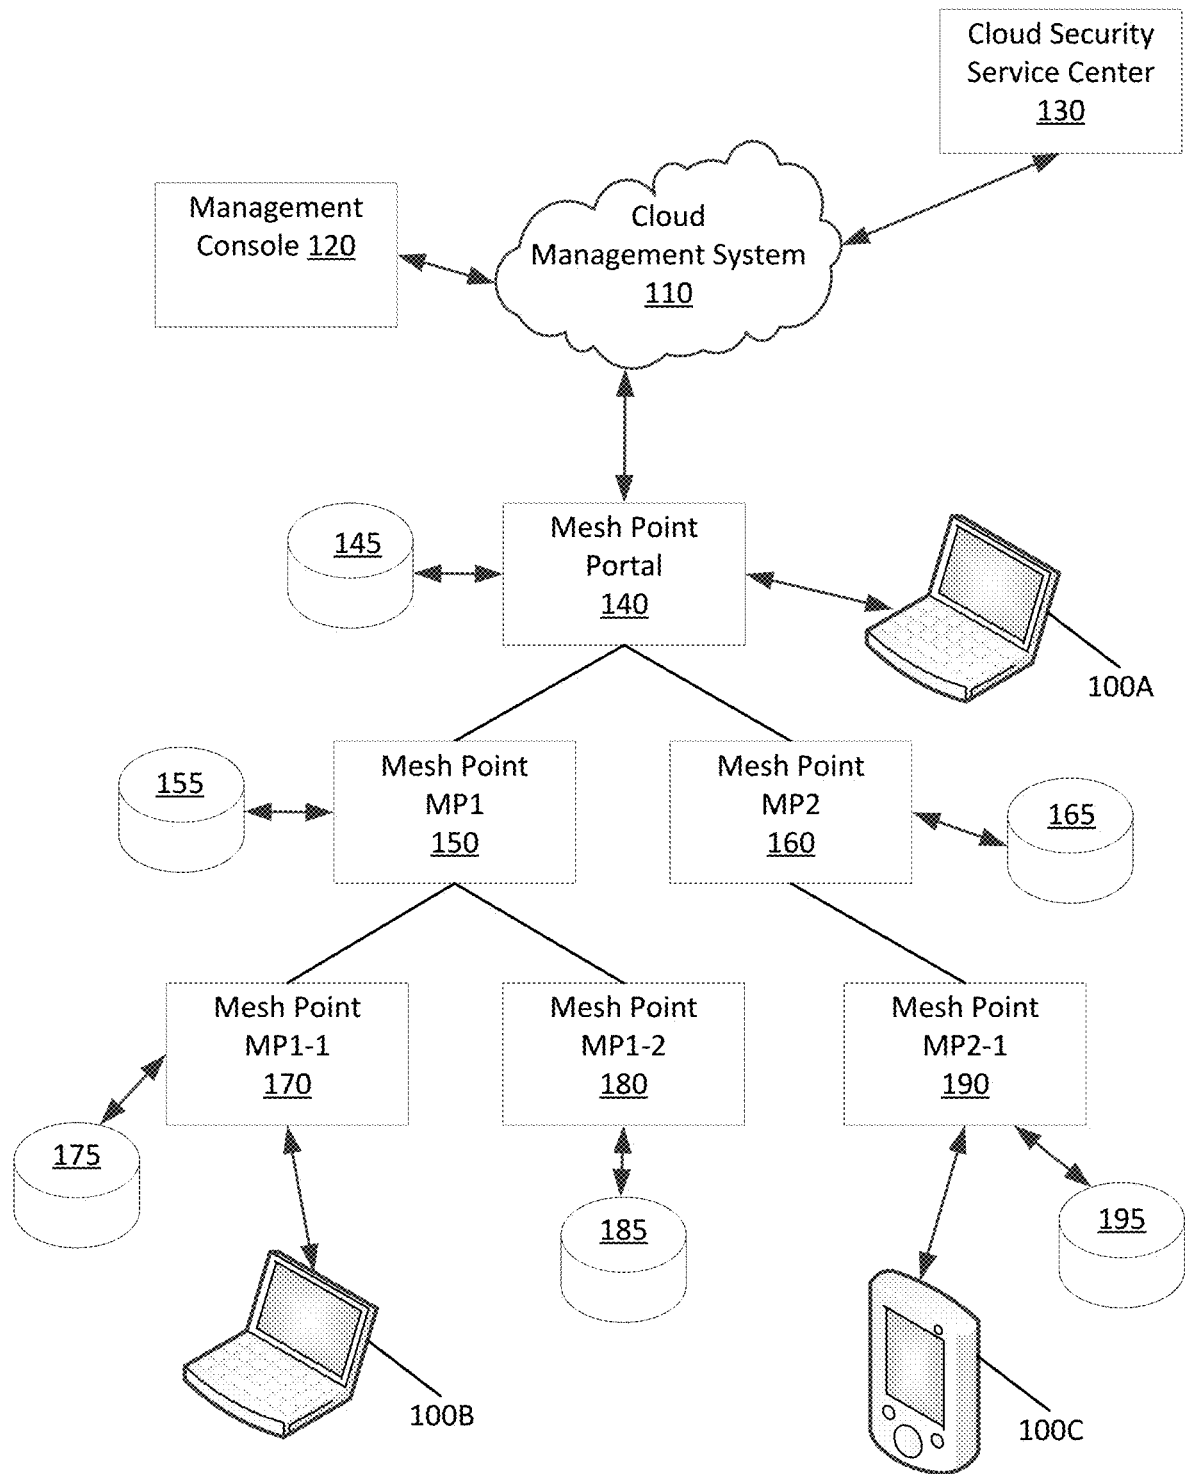 Cloud Security
Service Center
130
Management
Console 120
Cloud
Management System
110
145
Mesh Point
Portal
140
100A
155
Mesh Point
MP1
150
Mesh Point
MP2
160
165
Mesh Point
MP1-1
170
Mesh Point
MP1-2
180
Mesh Point
MP2-1
190
175
185
195
100B
100C